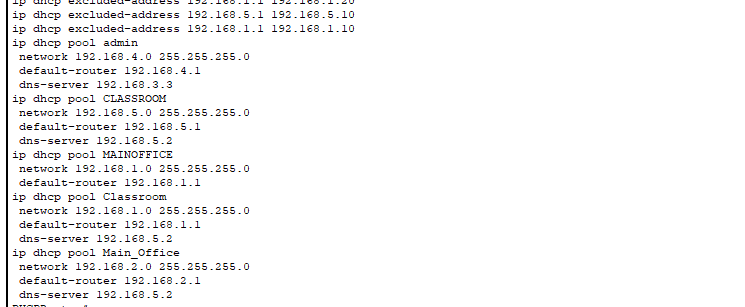 ip dhcp excluded-address 192.168.1.1 192.168.1.20
ip dhcp excluded-address 192.168.5.1 192.168.5.10
ip dhcp excluded-address 192.168.1.1 192.168.1.10
ip dhcp pool admin
network 192.168.4.0 255.255.255.0
default-router 192.168.4.1
dns-server 192.168.3.3
ip dhcp pool CLASSROOM
network 192.168.5.0 255.255.255.0
default-router 192.168.5.1
dns-server 192.168.5.2
ip dhcp pool MAINOFFICE
network 192.168.1.0 255.255.255.0
default-router 192.168.1.1
ip dhcp pool Classroom
network 192.168.1.0 255.255.255.0
default-router 192.168.1.1
dns-server 192.168.5.2
ip dhcp pool Main_Office
network 192.168.2.0 255.255.255.0
default-router 192.168.2.1
dns-server 192.168.5.2